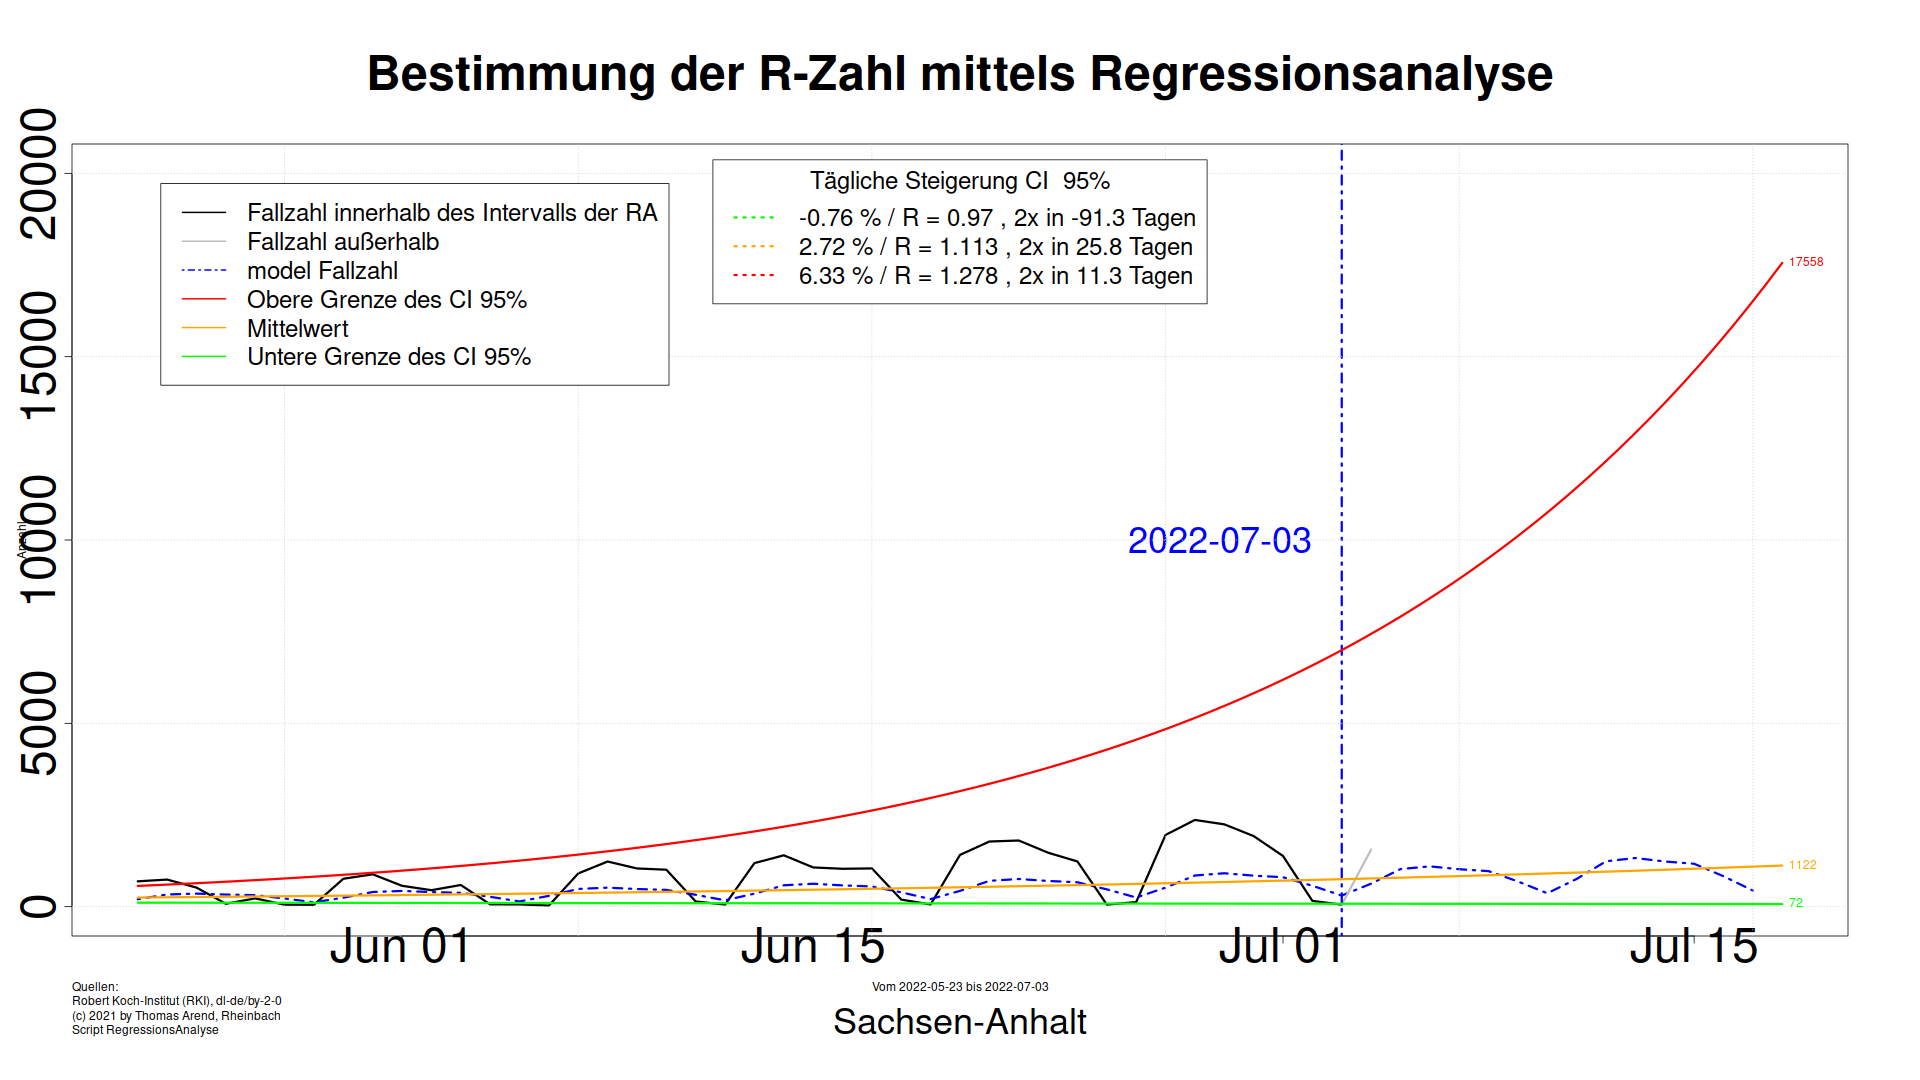 Bestimmung der R-Zahl mittels Regressionsanalyse
20000
15000
10000
5000
0
Anzahl
Fallzahl innerhalb des Intervalls der RA
Fallzahl außerhalb
model Fallzahl
Obere Grenze des CI 95%
Mittelwert
Untere Grenze des CI 95%
Tägliche Steigerung CI  95%
-0.76 % / R = 0.97 , 2x in -91.3 Tagen
2.72 % / R = 1.113 , 2x in 25.8 Tagen
6.33 % / R = 1.278 , 2x in 11.3 Tagen
17558
2022-07-03
1122
72
Jun 01
Jun 15
Jul 01
Jul 15
Quellen:
Robert Koch-Institut (RKI), dl-de/by-2-0
(c) 2021 by Thomas Arend, Rheinbach
Script RegressionsAnalyse
Vom 2022-05-23 bis 2022-07-03
Sachsen-Anhalt